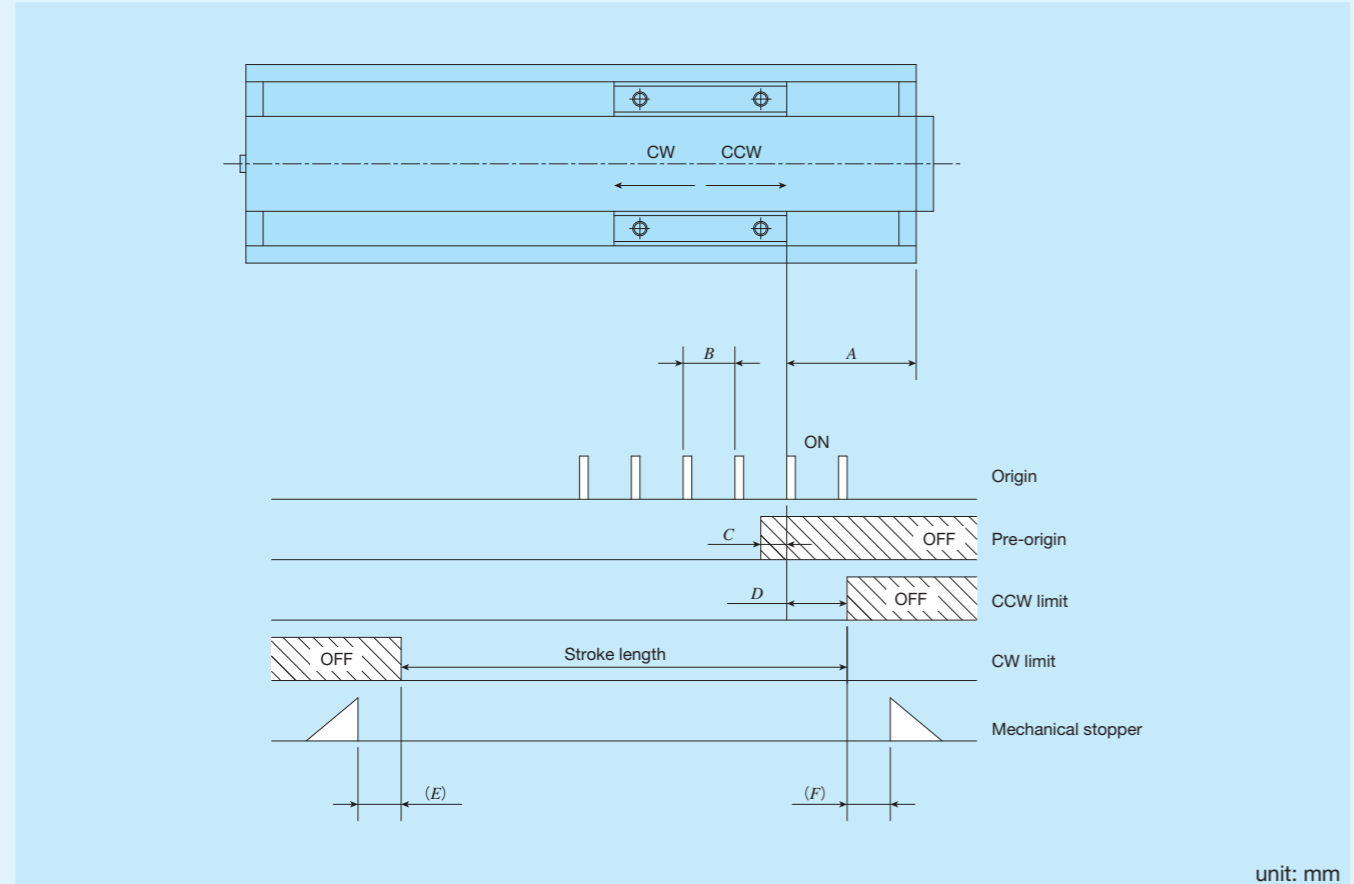 CW CCW
B A
ON
Origin
C OFF Pre-origin
D OFF CCW limit
OFF Stroke length CW limit
Mechanical stopper
(E) (F)
unit: mm